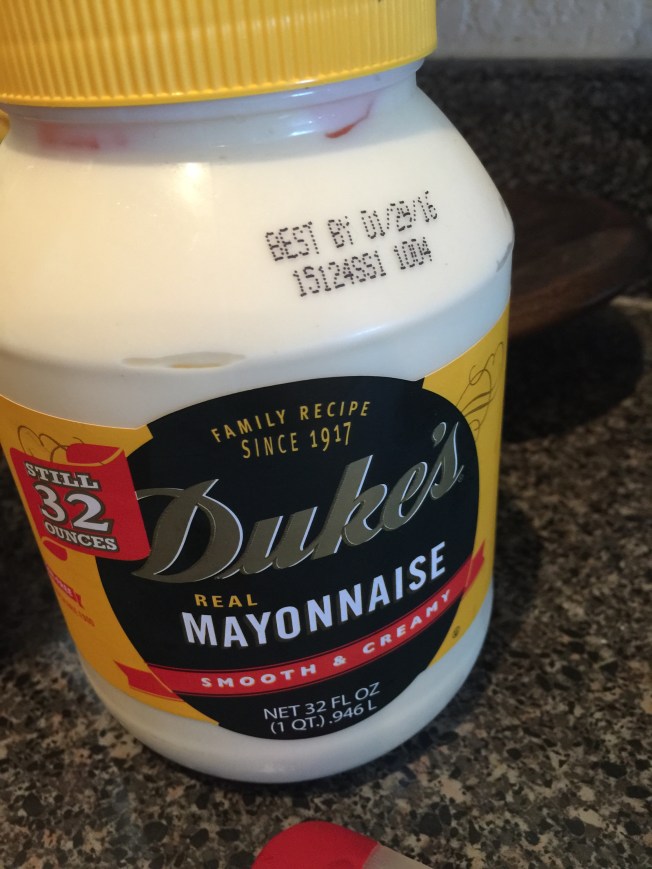 BEST BY 01/29/16
15124SS1 1004
FAMILY RECIPE
SINCE 1917
STILL
32
OUNCES
Duke's
REAL
MAYONNAISE
SMOOTH & CREAMY
NET 32 FL OZ
(1 QT.) .946 L